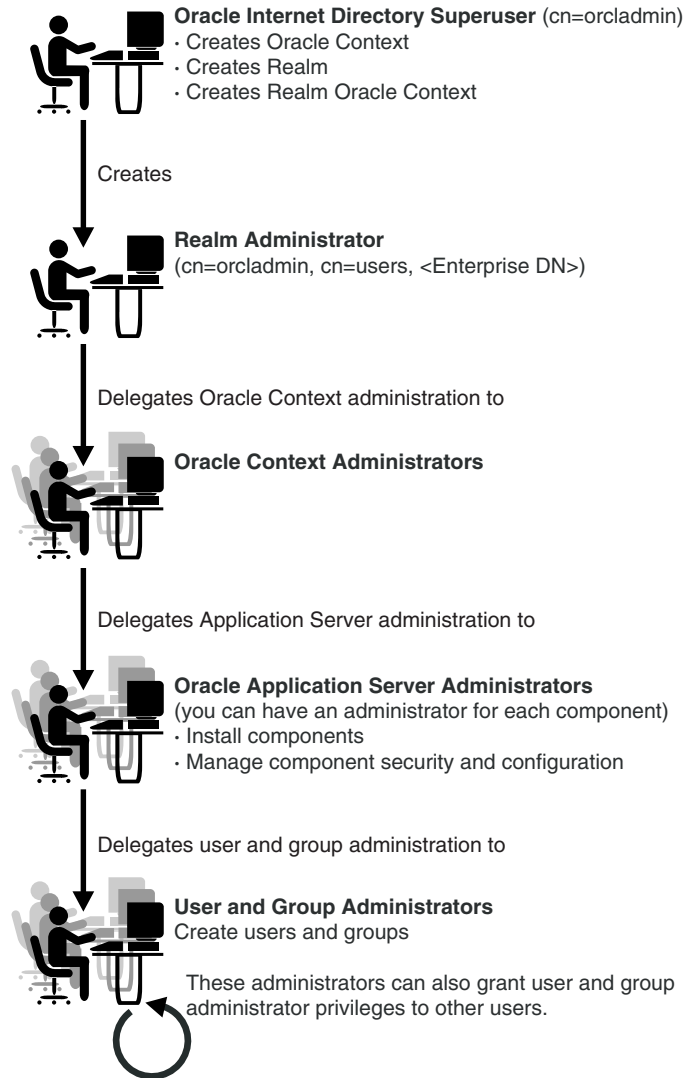 Oracle Internet Directory Superuser (cn=orcladmin)
· Creates Oracle Context
· Creates Realm
· Creates Realm Oracle Context
Creates
Realm Administrator
(cn=orcladmin, cn=users, <Enterprise DN>)
Delegates Oracle Context administration to
Oracle Context Administrators
Delegates Application Server administration to
Oracle Application Server Administrators
(you can have an administrator for each component)
· Install components
· Manage component security and configuration
Delegates user and group administration to
User and Group Administrators
Create users and groups
These administrators can also grant user and group
administrator privileges to other users.